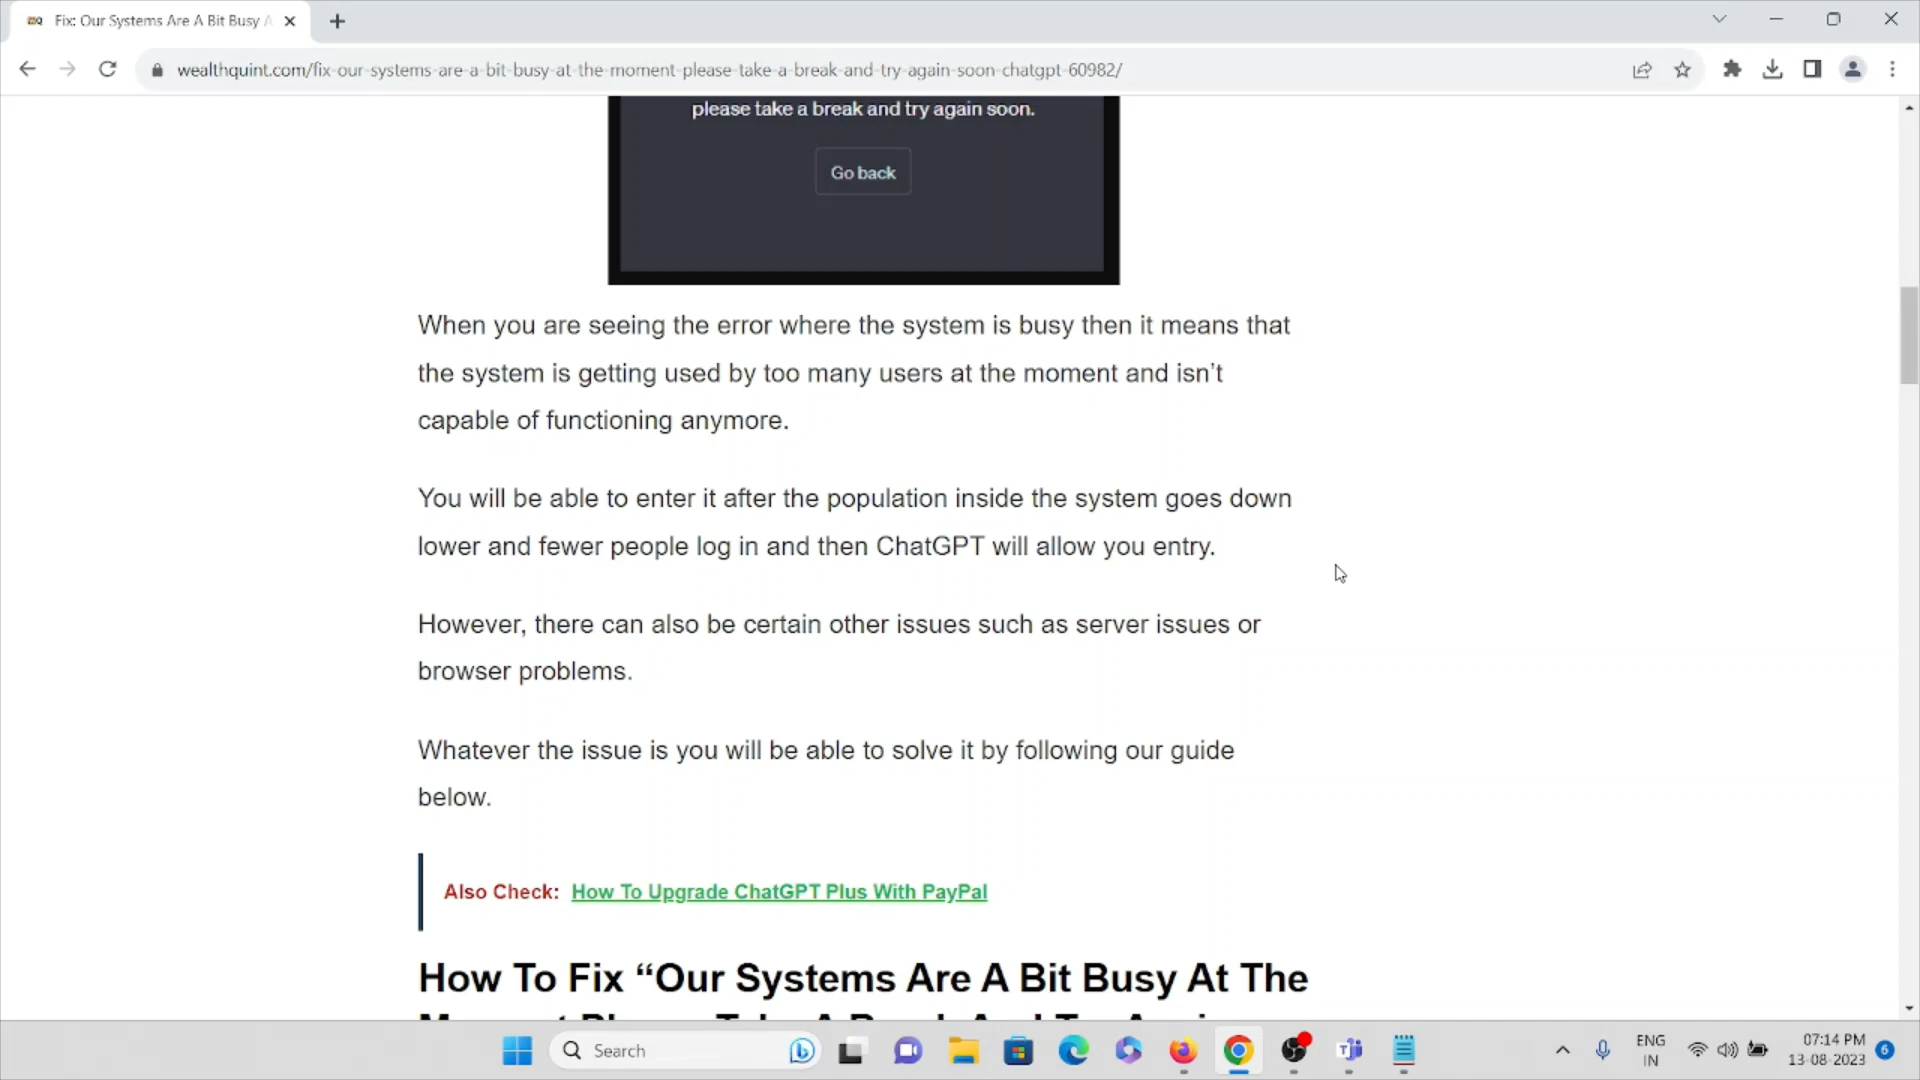 Fix: Our Systems Are A Bit Busy A
wealthquint.com/fix-our-systems-are-a-bit-busy-at-the-moment-please-take-a-break-and-try-again-soon-chatgpt-60982/
please take a break and try again soon.
Go back
When you are seeing the error where the system is busy then it means that
the system is getting used by too many users at the moment and isn’t
capable of functioning anymore.
You will be able to enter it after the population inside the system goes down
lower and fewer people log in and then ChatGPT will allow you entry.
However, there can also be certain other issues such as server issues or
browser problems.
Whatever the issue is you will be able to solve it by following our guide
below.
Also Check: How To Upgrade ChatGPT Plus With PayPal
How To Fix “Our Systems Are A Bit Busy At The
Search
ENG
IN
07:14 PM
13-08-2023
6